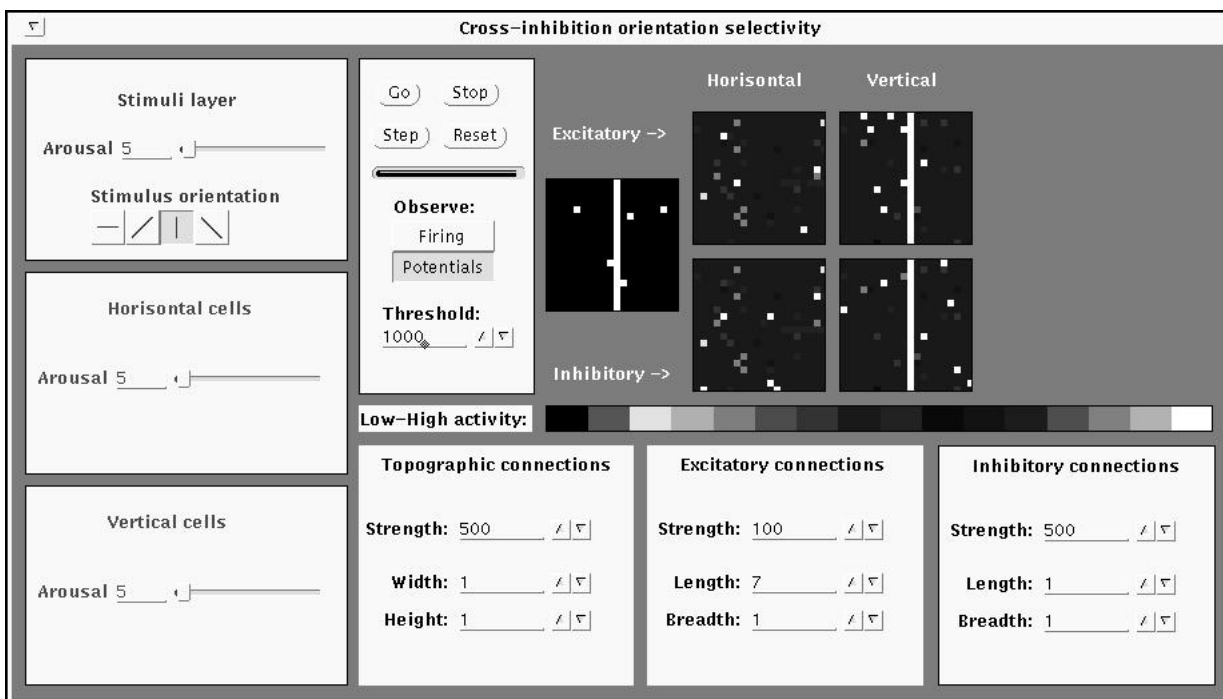 Cross-inhibition orientation selectivity
Stimuli layer
Arousal 5
Stimulus orientation
Horisontal cells
Arousal 5
Vertical cells
Arousal 5
Go Stop
Step Reset
Observe:
Firing
Potentials
Threshold:
1000
Horisontal Vertical
Excitatory ->
Inhibitory ->
Low-High activity:
Topographic connections
Strength: 500
Width: 1
Height: 1
Excitatory connections
Strength: 100
Length: 7
Breadth: 1
Inhibitory connections
Strength: 500
Length: 1
Breadth: 1